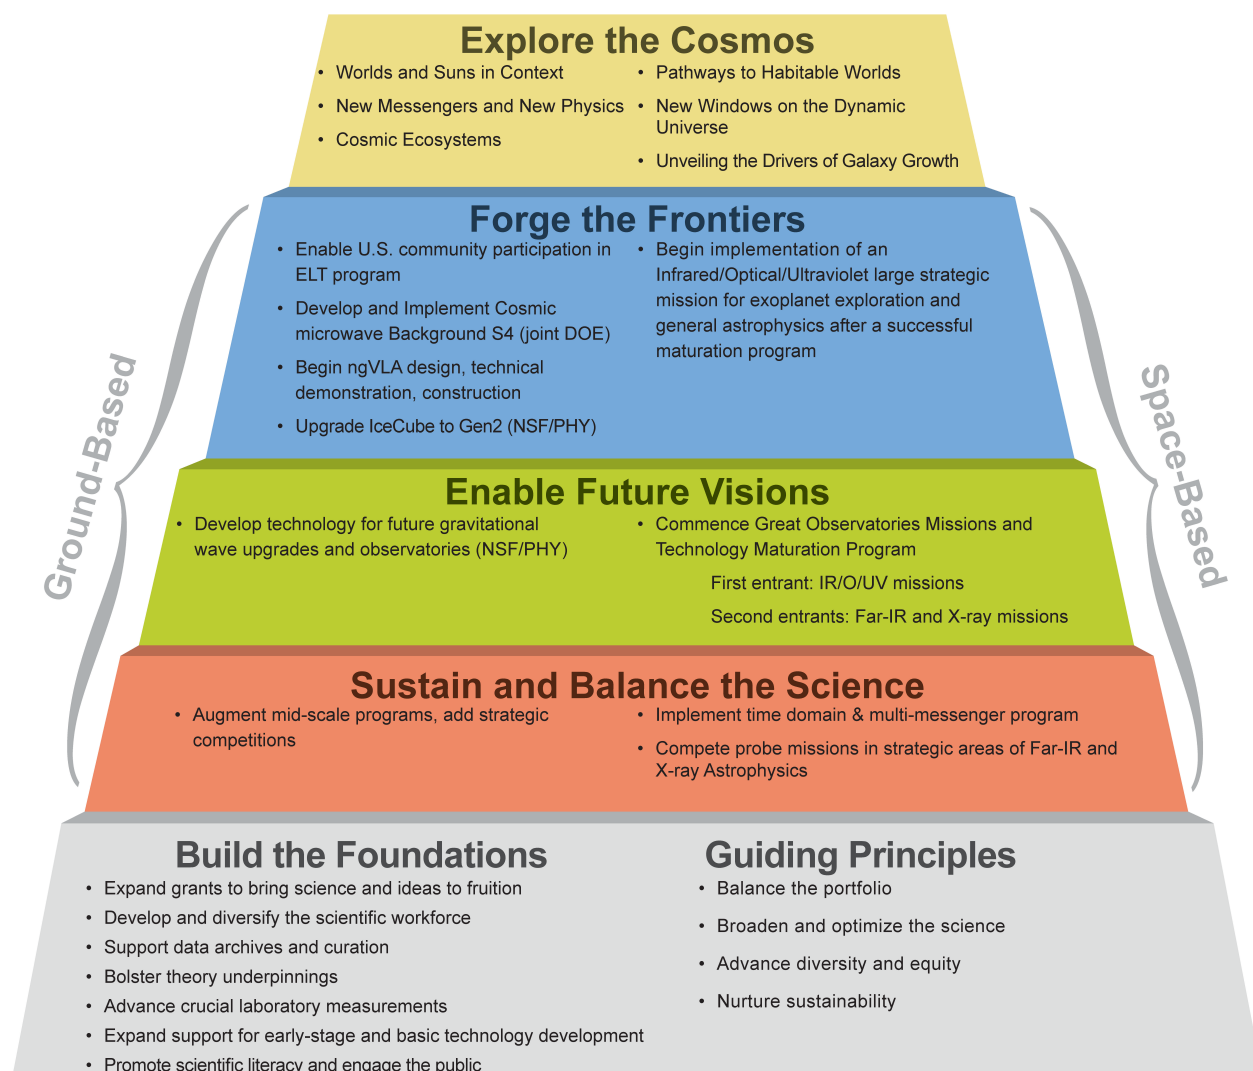 Explore the Cosmos
• Worlds and Suns in Context
• New Messengers and New Physics
• Cosmic Ecosystems
• Pathways to Habitable Worlds
• New Windows on the Dynamic
Universe
• Unveiling the Drivers of Galaxy Growth
Ground-Based
Space-Based
Forge the Frontiers
• Enable U.S. community participation in
ELT program
• Develop and Implement Cosmic
microwave Background S4 (joint DOE)
• Begin ngVLA design, technical
demonstration, construction
• Upgrade IceCube to Gen2 (NSF/PHY)
• Begin implementation of an
Infrared/Optical/Ultraviolet large strategic
mission for exoplanet exploration and
general astrophysics after a successful
maturation program
Enable Future Visions
• Develop technology for future gravitational
wave upgrades and observatories (NSF/PHY)
• Commence Great Observatories Missions and
Technology Maturation Program
First entrant: IR/O/UV missions
Second entrants: Far-IR and X-ray missions
Sustain and Balance the Science
• Augment mid-scale programs, add strategic
competitions
• Implement time domain & multi-messenger program
• Compete probe missions in strategic areas of Far-IR and
X-ray Astrophysics
Build the Foundations
• Expand grants to bring science and ideas to fruition
• Develop and diversify the scientific workforce
• Support data archives and curation
• Bolster theory underpinnings
• Advance crucial laboratory measurements
• Expand support for early-stage and basic technology development
• Promote scientific literacy and engage the public
Guiding Principles
• Balance the portfolio
• Broaden and optimize the science
• Advance diversity and equity
• Nurture sustainability